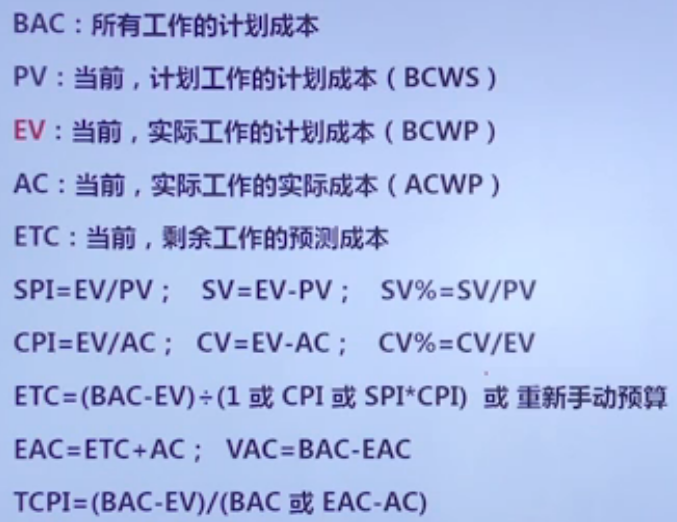 BAC：所有工作的计划成本
PV：当前，计划工作的计划成本（BCWS）
EV：当前，实际工作的计划成本（BCWP）
AC：当前，实际工作的实际成本（ACWP）
ETC：当前，剩余工作的预测成本
SPI=EV/PV； SV=EV-PV； SV%=SV/PV
CPI=EV/AC； CV=EV-AC； CV%=CV/EV
ETC=(BAC-EV)÷(1 或 CPI 或 SPI*CPI) 或 重新手动预算
EAC=ETC+AC； VAC=BAC-EAC
TCPI=(BAC-EV)/(BAC 或 EAC-AC)